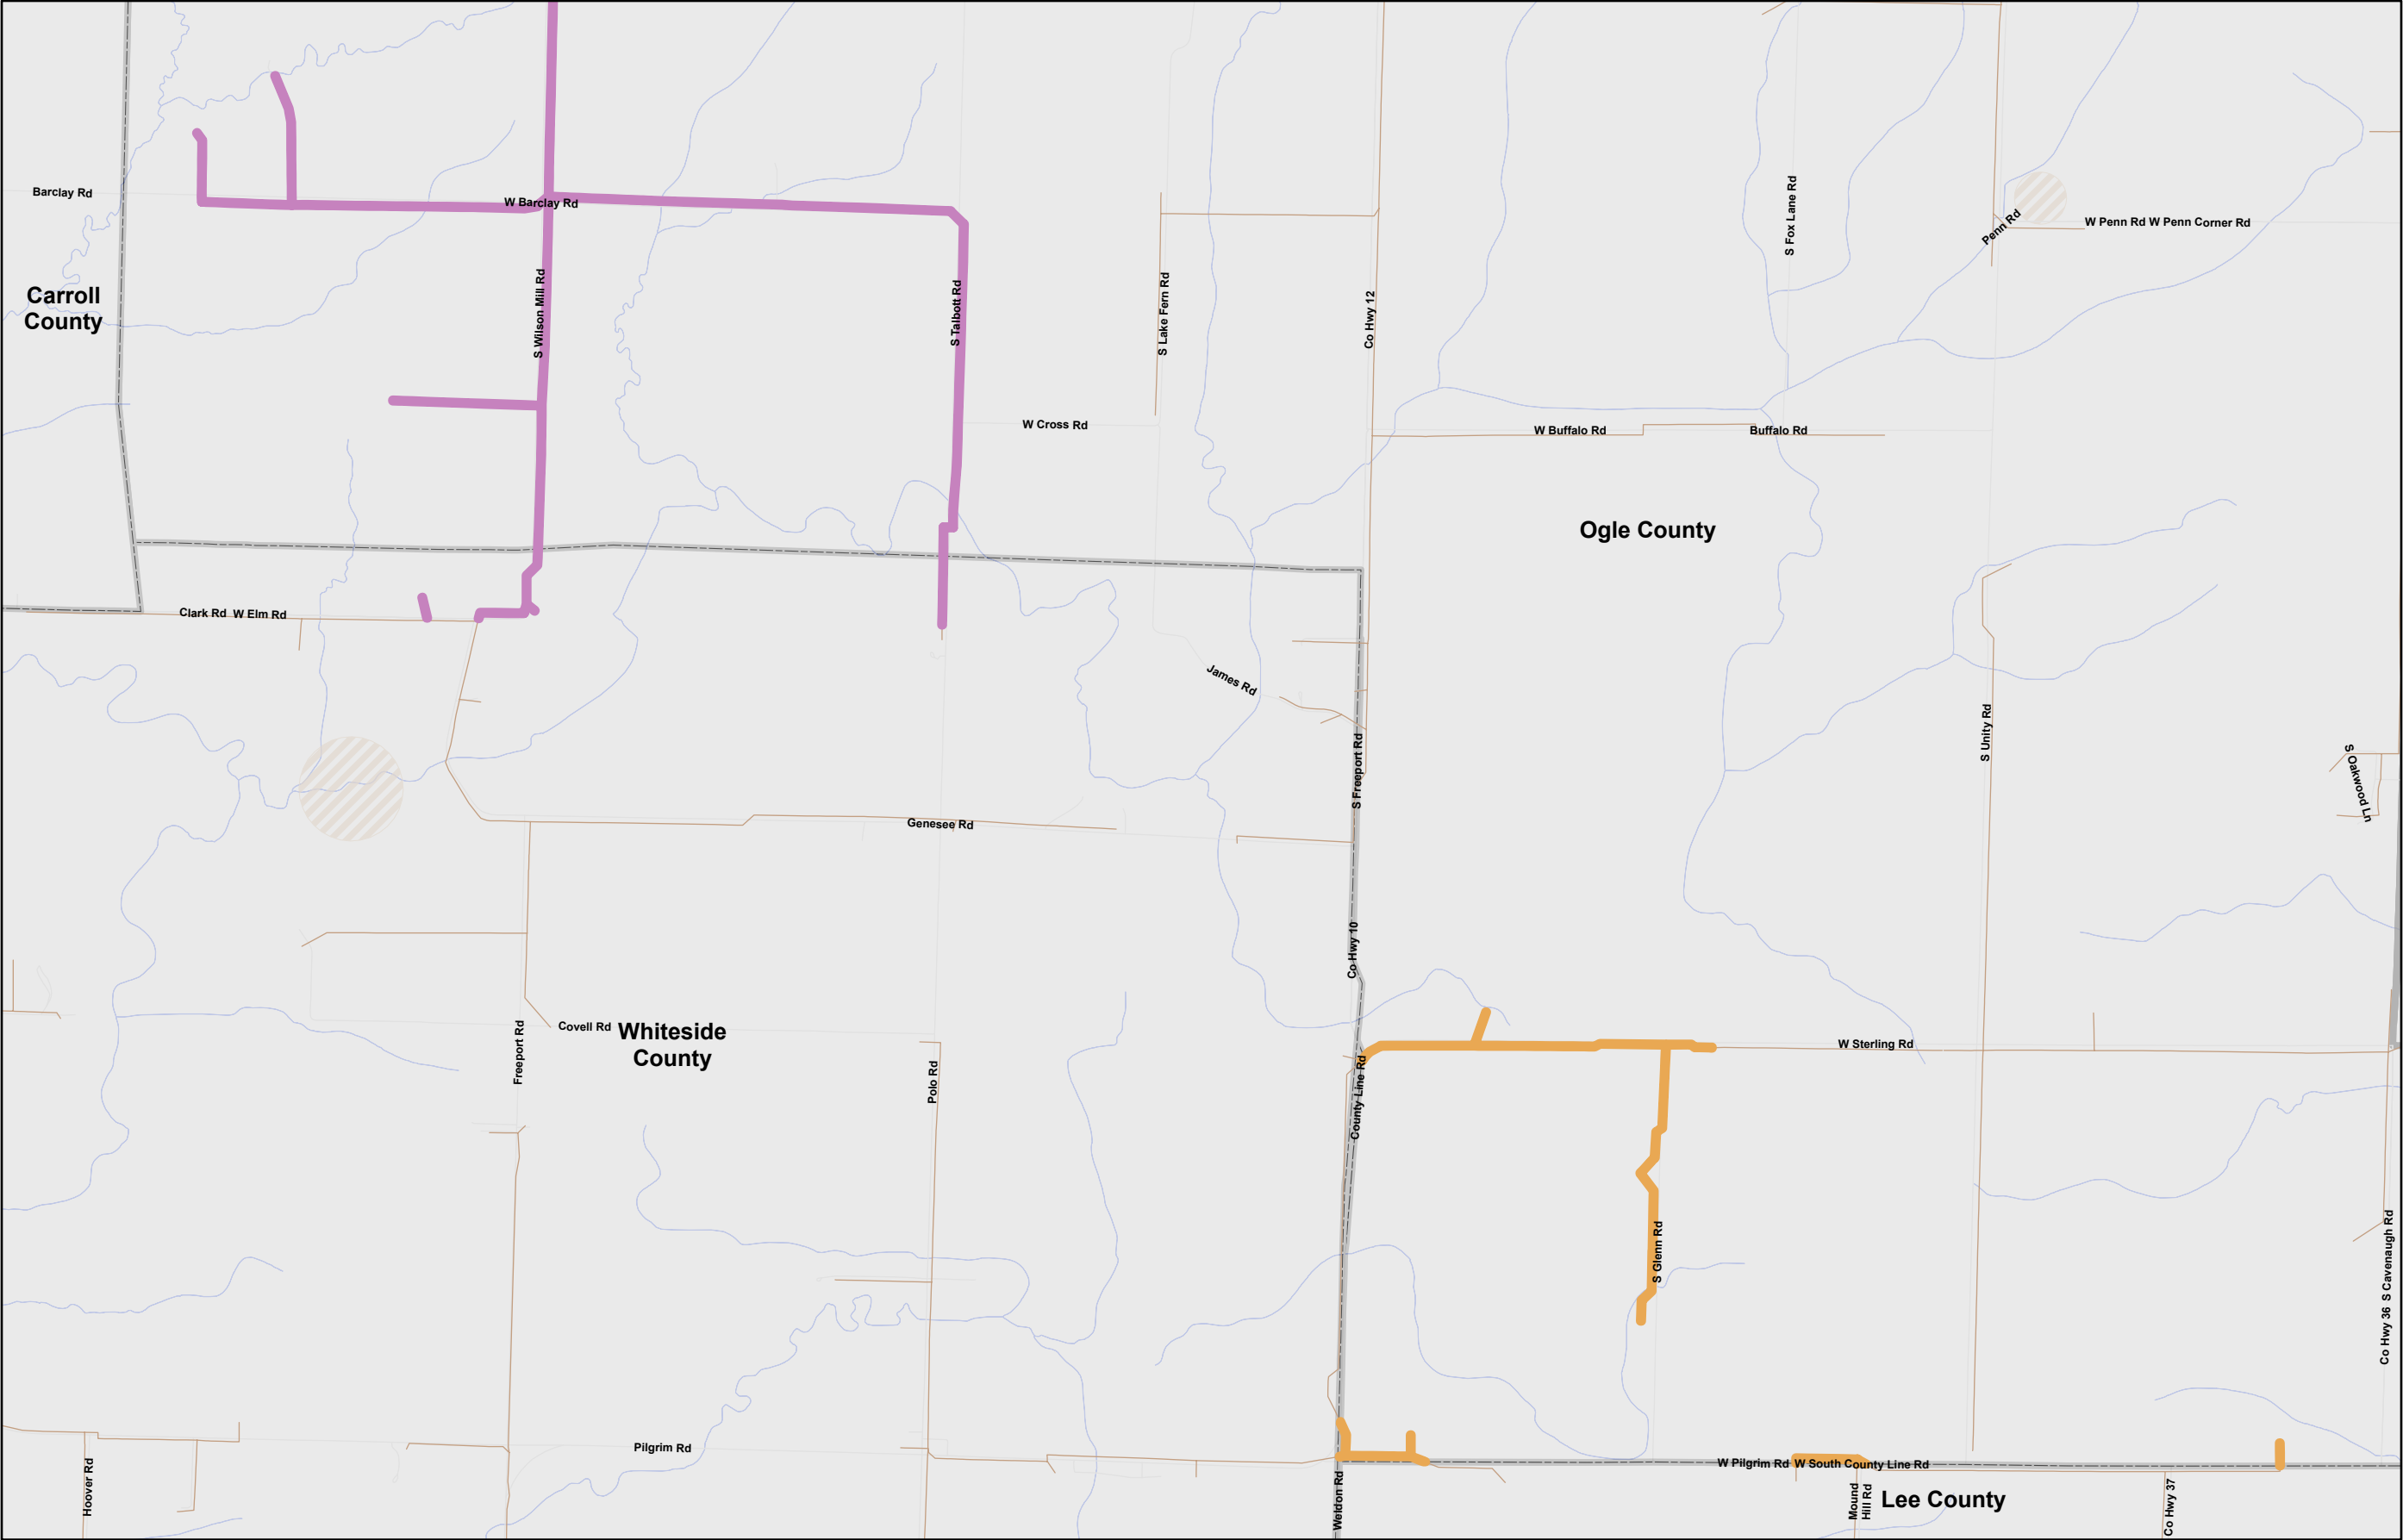 Barclay Rd
W Barclay Rd
S Fox Lane Rd
Penn Rd
W Penn Rd W Penn Corner Rd
Carroll
County
S Wilson Mill Rd
S Talbott Rd
S Lake Fern Rd
Co Hwy 12
W Cross Rd
W Buffalo Rd
Buffalo Rd
Ogle County
Clark Rd W Elm Rd
James Rd
S Freeport Rd
S Unity Rd
S Oakwood Ln
Genesee Rd
Co Hwy 10
Freeport Rd
Covell Rd
Whiteside
County
Polo Rd
County Line Rd
W Sterling Rd
S Glenn Rd
Co Hwy 36 S Cavenaugh Rd
Hoover Rd
Pilgrim Rd
Weldon Rd
W Pilgrim Rd W South County Line Rd
Mound
Hill Rd
Lee County
Co Hwy 37